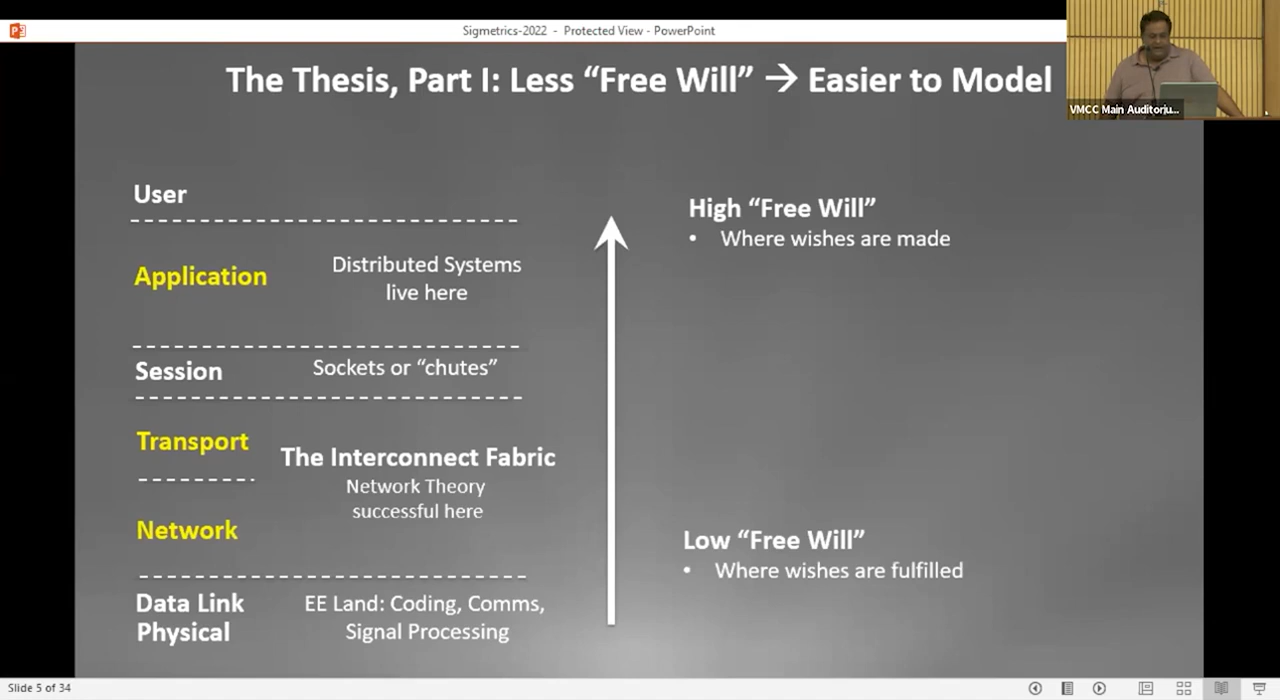 Sigmetrics-2022 - Protected View - PowerPoint
The Thesis, Part I: Less “Free Will” → Easier to Model
VMCC Main Auditoriu...
User
High “Free Will”
• Where wishes are made
Application
Distributed Systems
live here
Session
Sockets or “chutes”
Transport
The Interconnect Fabric
Network Theory
successful here
Network
Low “Free Will”
• Where wishes are fulfilled
Data Link
Physical
EE Land: Coding, Comms,
Signal Processing
Slide 5 of 34